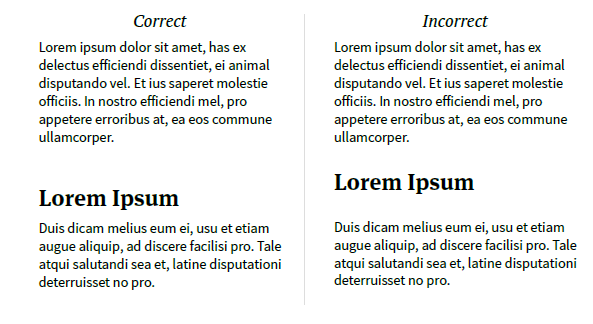 Correct
Lorem ipsum dolor sit amet, has ex
delectus efficiendi dissentiet, ei animal
disputando vel. Et ius saperet molestie
officiis. In nostro efficiendi mel, pro
appetere erroribus at, ea eos commune
ullamcorper.
Lorem Ipsum
Duis dicam melius eum ei, usu et etiam
augue aliquip, ad discere facilisi pro. Tale
atqui salutandi sea et, latine disputationi
deterruisset no pro.
Incorrect
Lorem ipsum dolor sit amet, has ex
delectus efficiendi dissentiet, ei animal
disputando vel. Et ius saperet molestie
officiis. In nostro efficiendi mel, pro
appetere erroribus at, ea eos commune
ullamcorper.
Lorem Ipsum
Duis dicam melius eum ei, usu et etiam
augue aliquip, ad discere facilisi pro. Tale
atqui salutandi sea et, latine disputationi
deterruisset no pro.